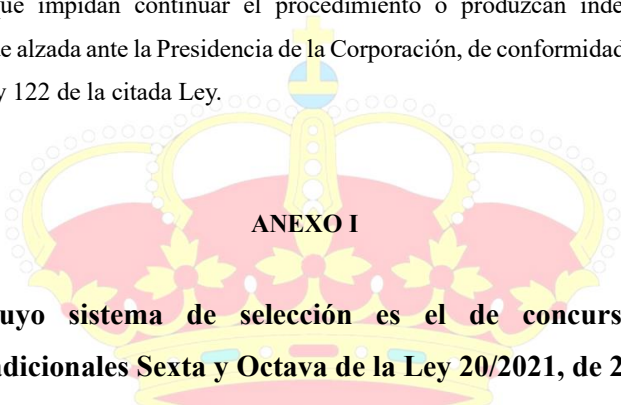 que impidan continuar el procedimiento o produzcan inde
de alzada ante la Presidencia de la Corporación, de conformidad
y 122 de la citada Ley.
ANEXO I
uyo sistema de selección es el de concurs
dicionales Sexta y Octava de la Ley 20/2021, de 2